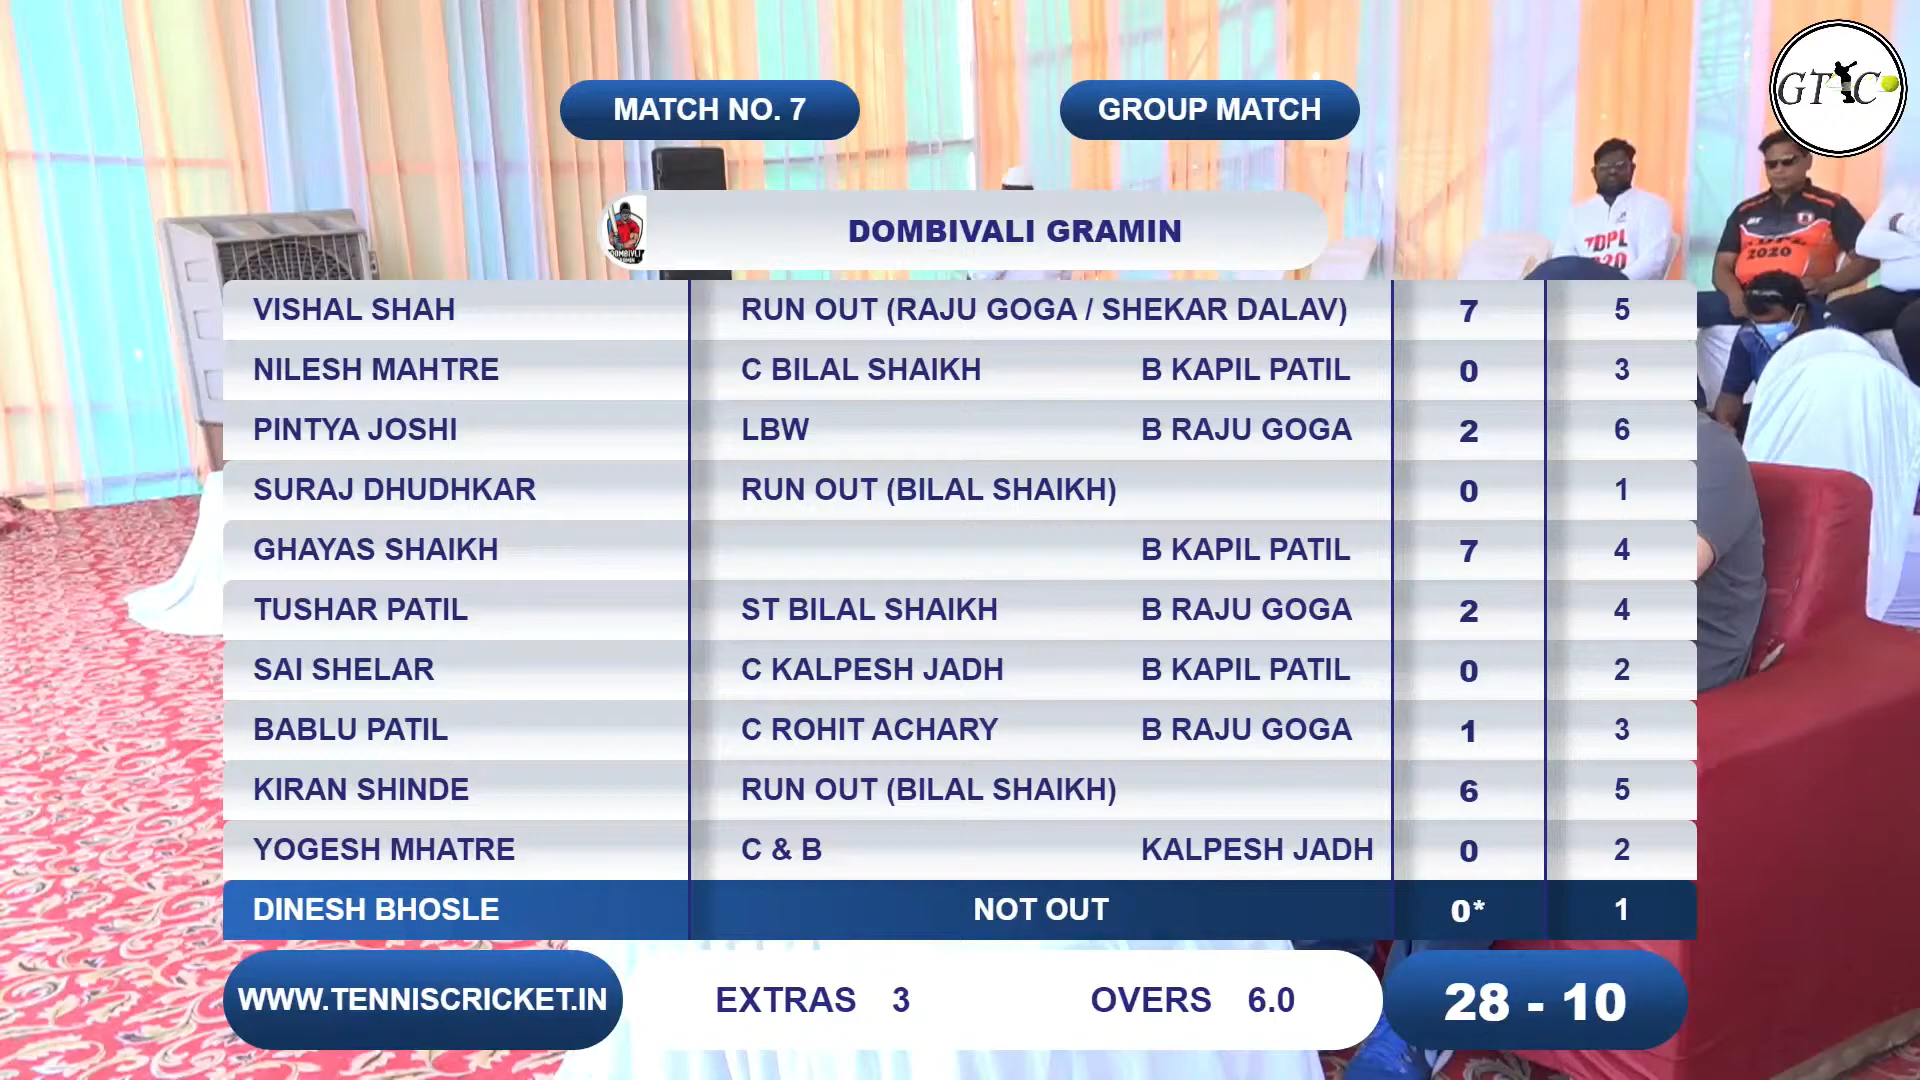 MATCH NO. 7
GROUP MATCH
GTC
DOMBIVALI GRAMIN
DOMBIVLI
VISHAL SHAH RUN OUT (RAJU GOGA / SHEKAR DALAV) 7 5
NILESH MAHTRE C BILAL SHAIKH B KAPIL PATIL 0 3
PINTYA JOSHI LBW B RAJU GOGA 2 6
SURAJ DHUDHKAR RUN OUT (BILAL SHAIKH) 0 1
GHAYAS SHAIKH B KAPIL PATIL 7 4
TUSHAR PATIL ST BILAL SHAIKH B RAJU GOGA 2 4
SAI SHELAR C KALPESH JADH B KAPIL PATIL 0 2
BABLU PATIL C ROHIT ACHARY B RAJU GOGA 1 3
KIRAN SHINDE RUN OUT (BILAL SHAIKH) 6 5
YOGESH MHATRE C & B KALPESH JADH 0 2
DINESH BHOSLE NOT OUT 0* 1
WWW.TENNISCRICKET.IN EXTRAS 3 OVERS 6.0 28 - 10
2020